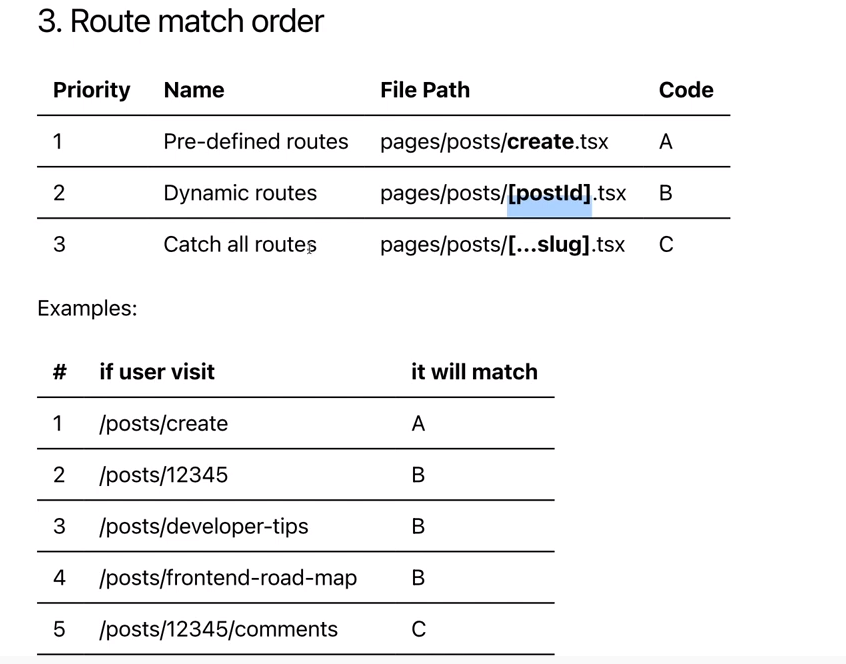 3. Route match order
Priority Name File Path Code
1 Pre-defined routes pages/posts/create.tsx A
2 Dynamic routes pages/posts/[postId].tsx B
3 Catch all routes pages/posts/[...slug].tsx C
Examples:
# if user visit it will match
1 /posts/create A
2 /posts/12345 B
3 /posts/developer-tips B
4 /posts/frontend-road-map B
5 /posts/12345/comments C